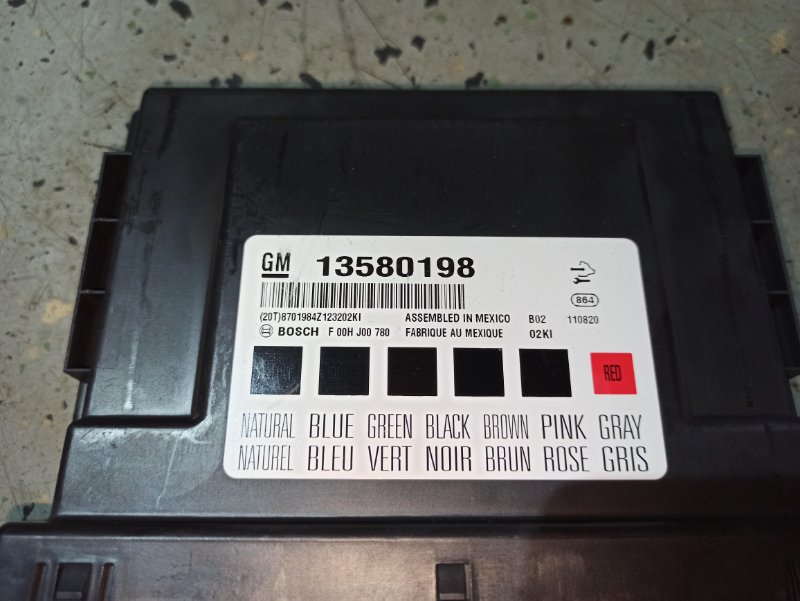 GM 13580198
864
(20T)8701984Z123202KI ASSEMBLED IN MEXICO B02 110820
BOSCH F 00H J00 780 FABRIQUE AU MEXIQUE 02KI
RED
NATURAL BLUE GREEN BLACK BROWN PINK GRAY
NATUREL BLEU VERT NOIR BRUN ROSE GRIS